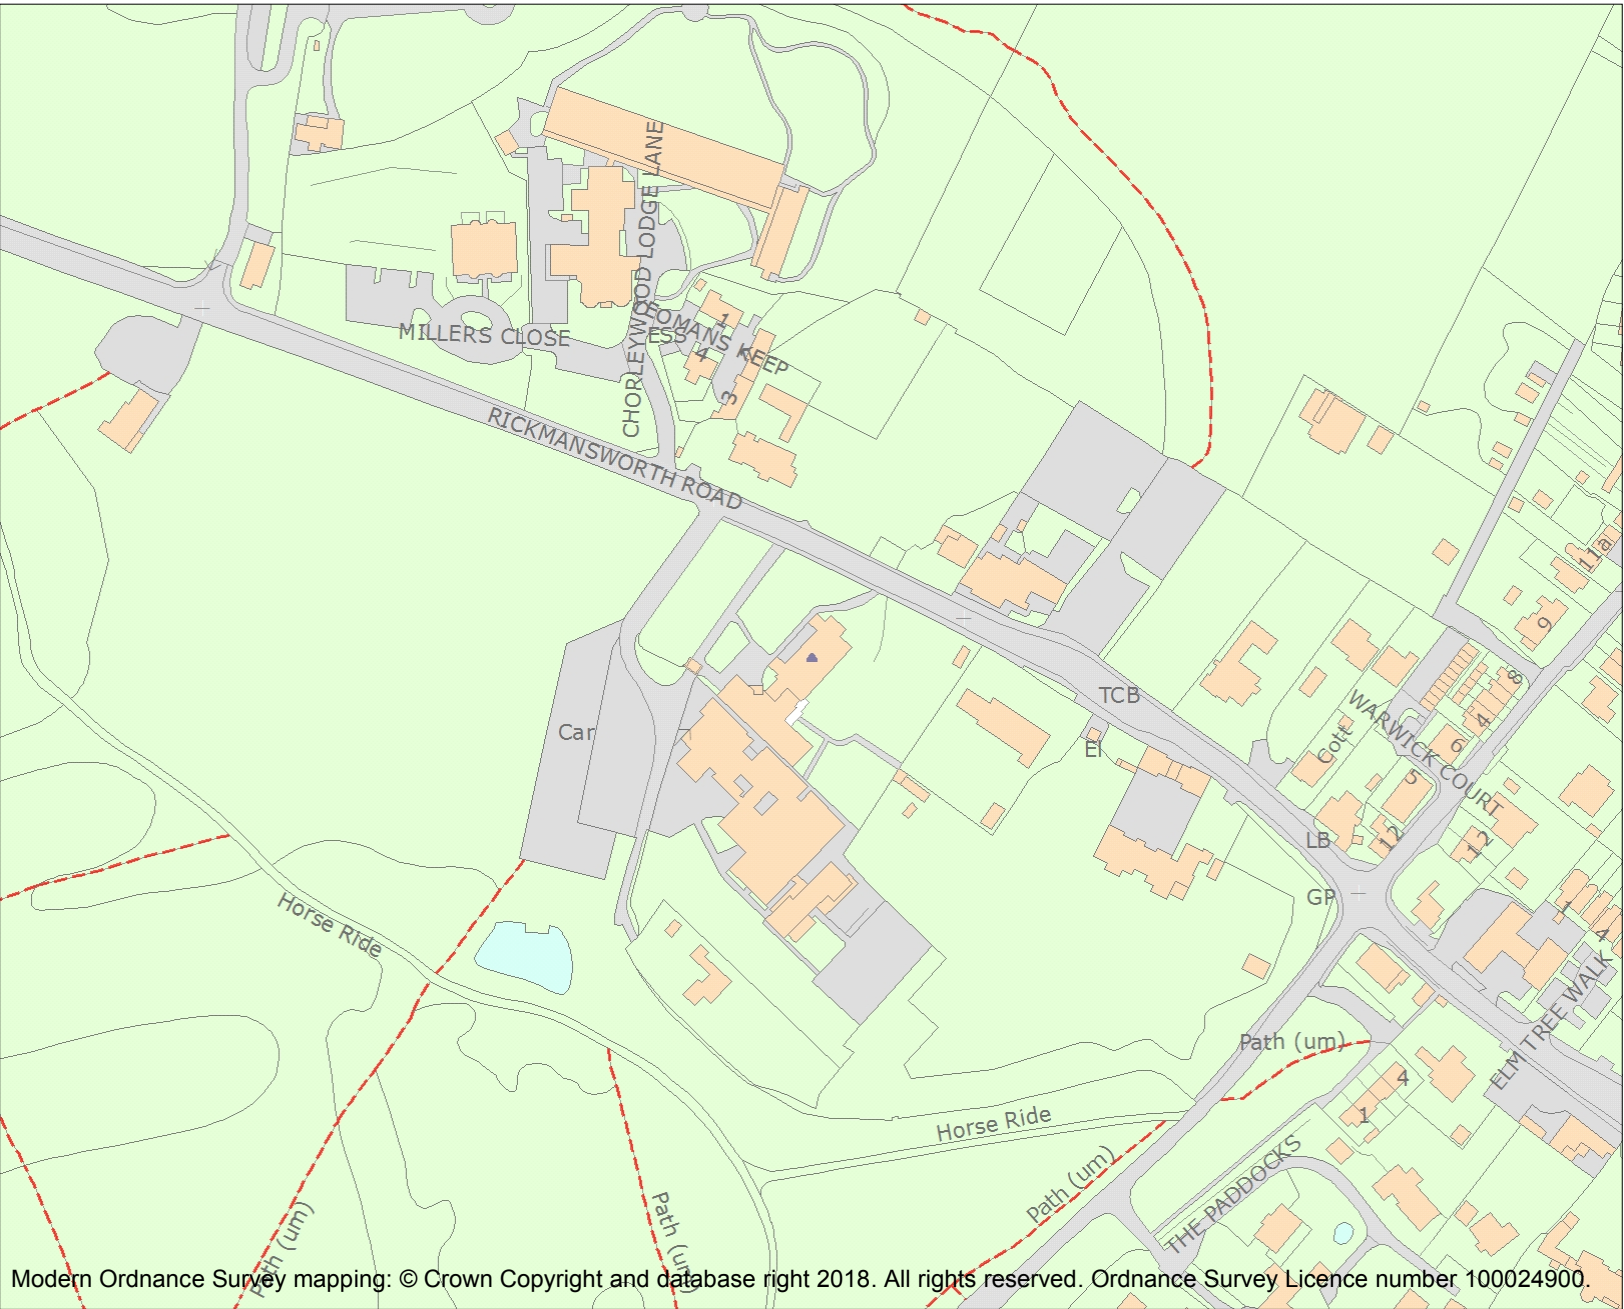 CHORLEYWOOD LODGE LANE
MILLERS CLOSE
ESS
EOMANS KEEP
1
4
3
RICKMANSWORTH ROAD
11a
9
8
TCB
WARWICK COURT
4
6
5
Cott
Car
El
LB
12
12
GP
1
4
ELM TREE WALK
Horse Ride
Path (um)
4
1
Horse Ride
Path (um)
THE PADDOCKS
Path (um)
Path (um)
Modern Ordnance Survey mapping: © Crown Copyright and database right 2018. All rights reserved. Ordnance Survey Licence number 100024900.